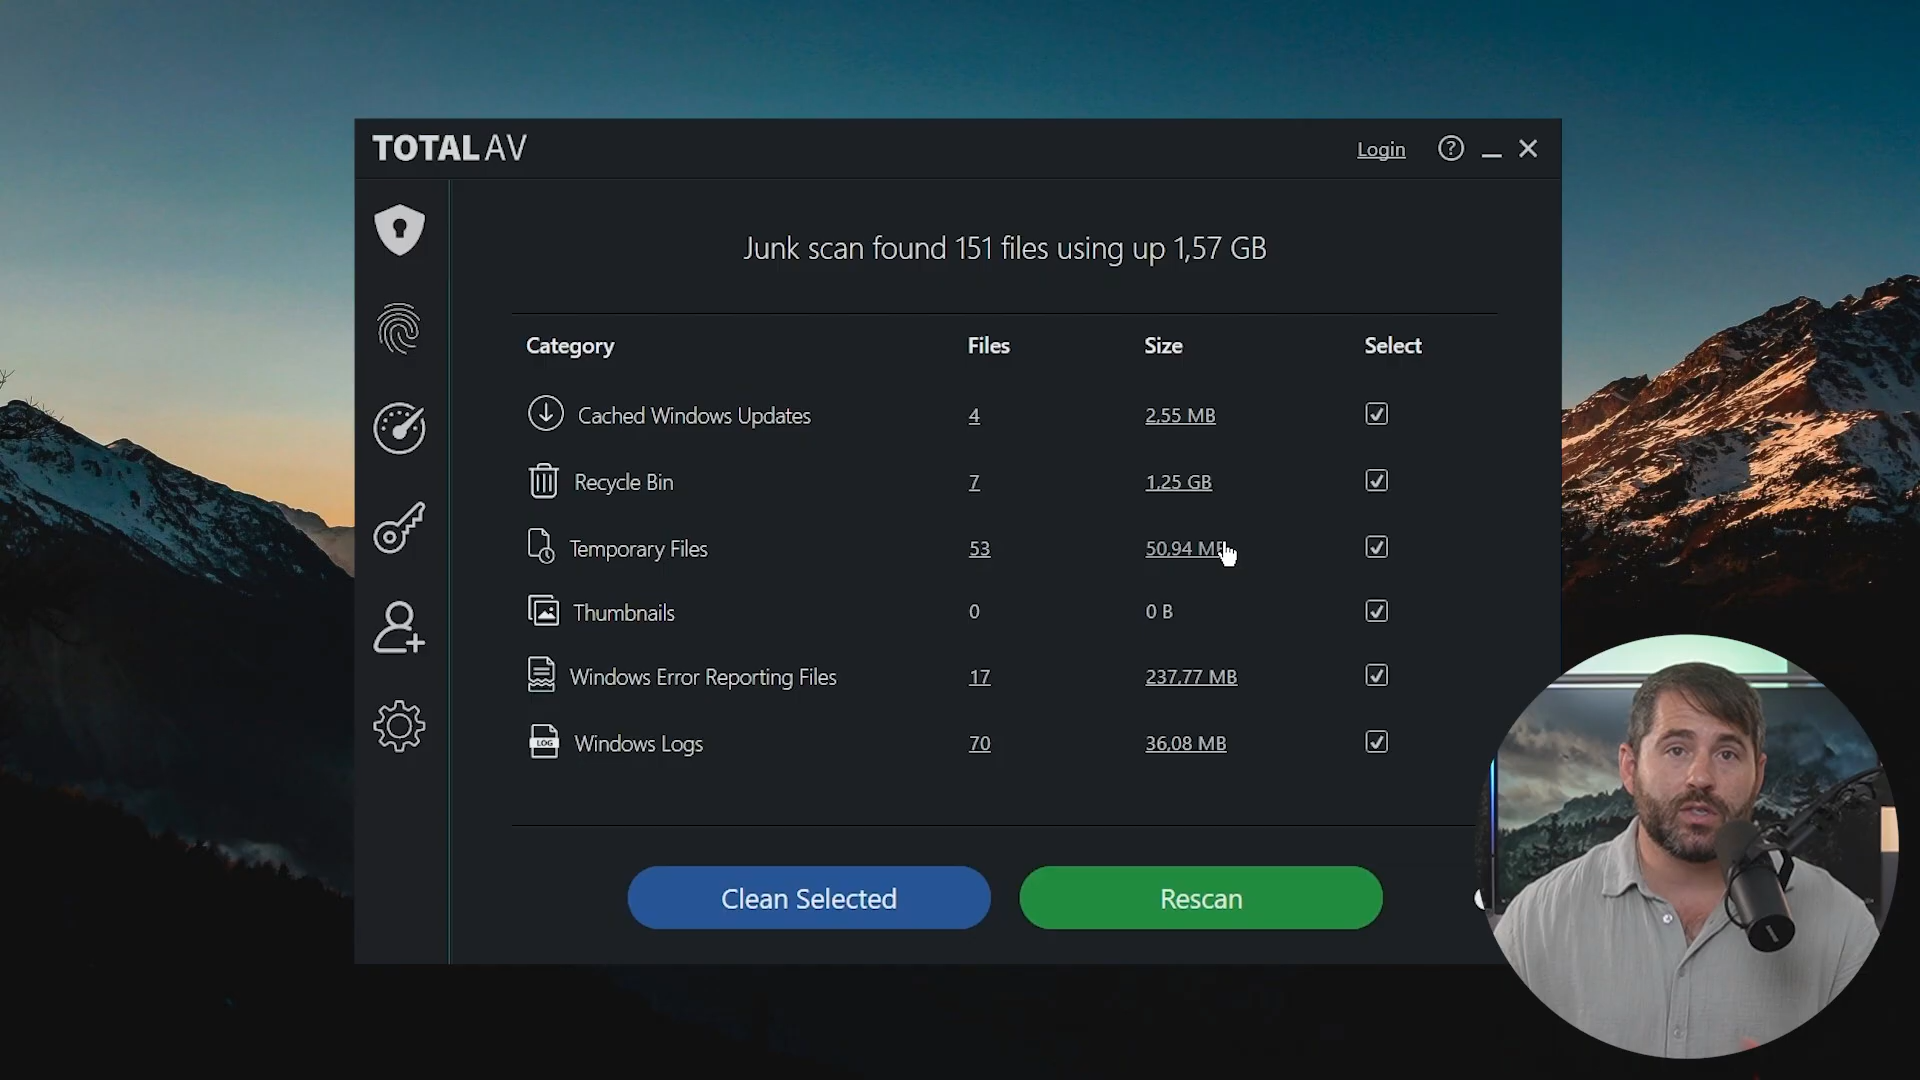 TOTAL AV
Login
Junk scan found 151 files using up 1,57 GB
Category Files Size Select
Cached Windows Updates 4 2,55 MB
Recycle Bin 7 1,25 GB
Temporary Files 53 50,94 MB
Thumbnails 0 0 B
Windows Error Reporting Files 17 237,77 MB
LOG Windows Logs 70 36,08 MB
Clean Selected Rescan